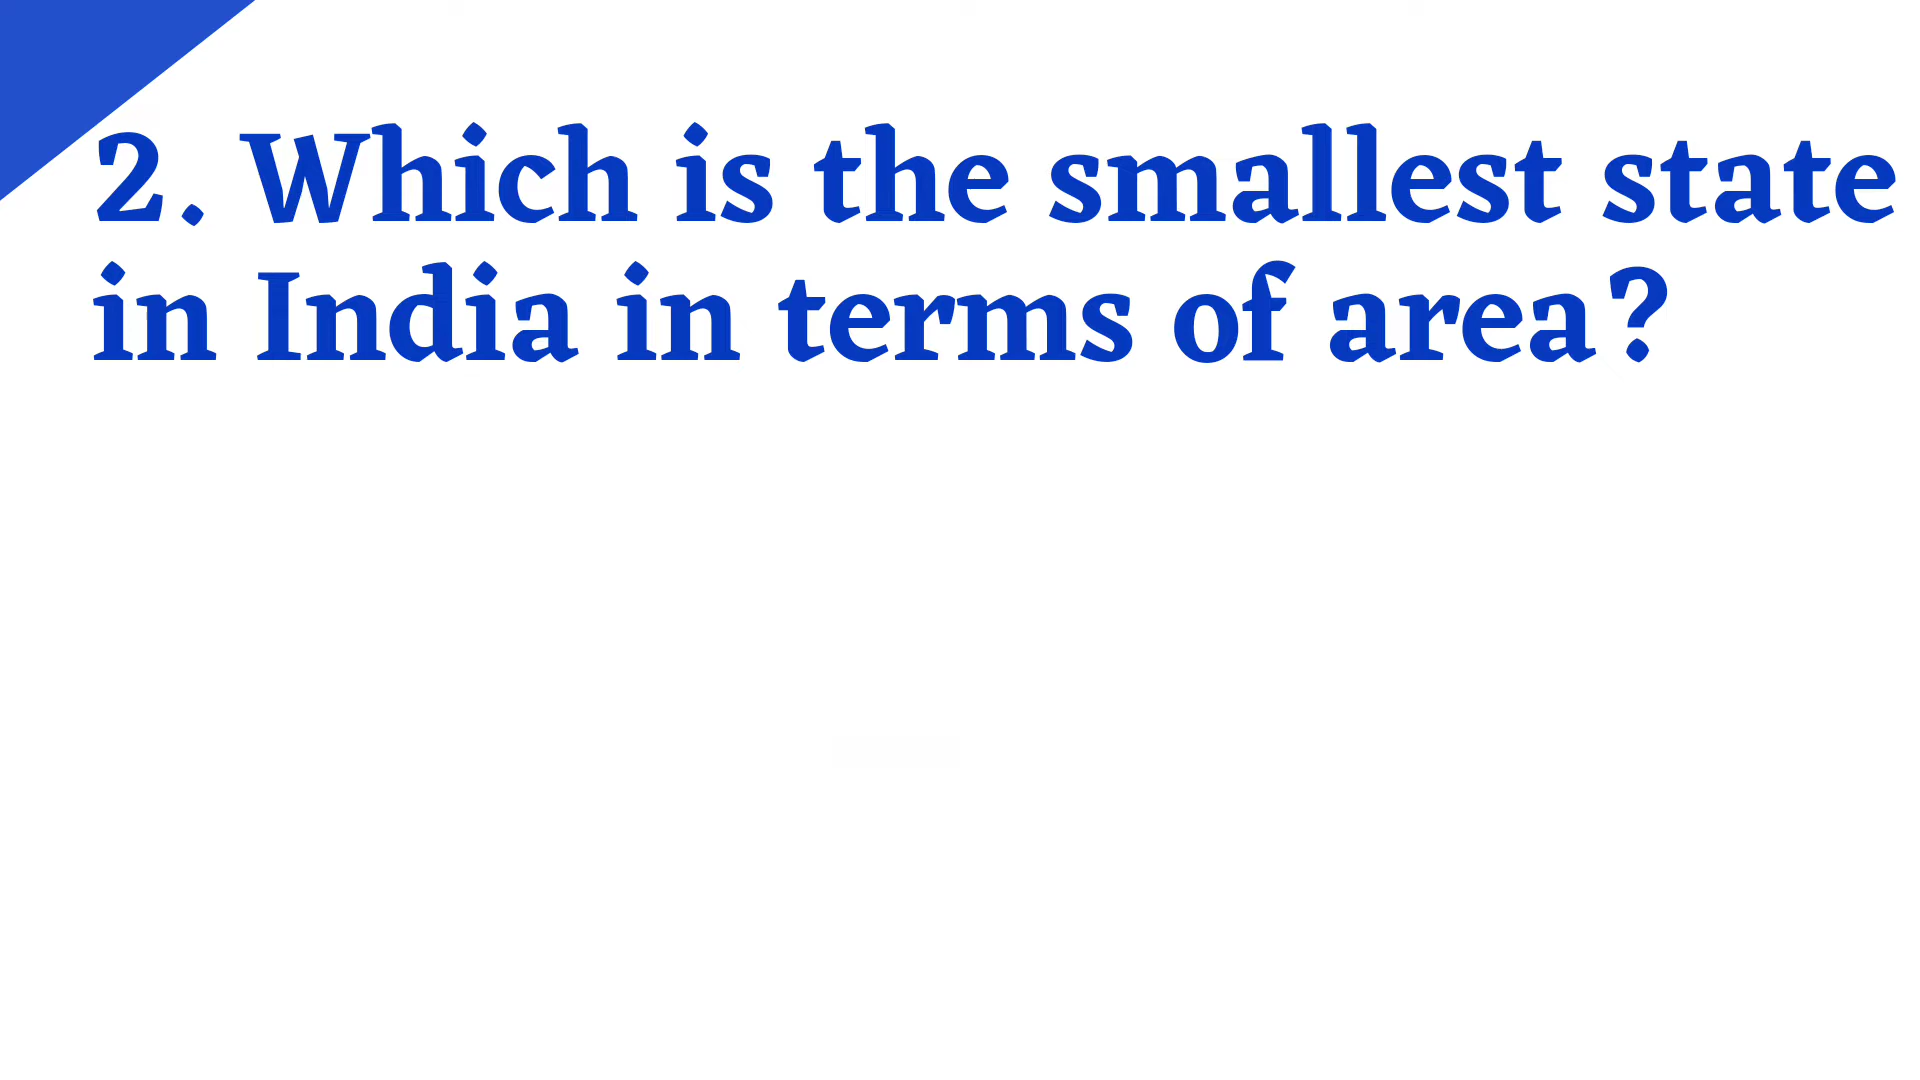 2. Which is the smallest state
in India in terms of area?